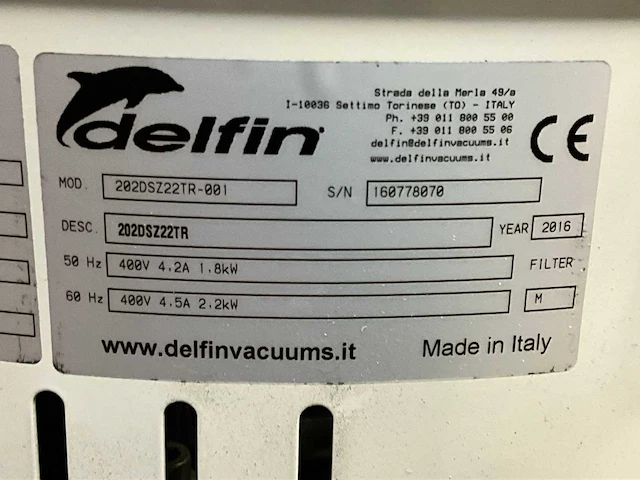 delfin
Strada della Merla 49/a
I-10036 Settimo Torinese (TO) - ITALY
Ph. +39 011 800 55 00
F. +39 011 800 55 06
delfin@delfinvacuums.it
www.delfinvacuums.it
CE
MOD. 202DSZ22TR-001 S/N 160778070
DESC. 202DSZ22TR YEAR 2016
50 Hz 400V 4.2A 1.8kW FILTER
60 Hz 400V 4.5A 2.2kW M
www.delfinvacuums.it Made in Italy